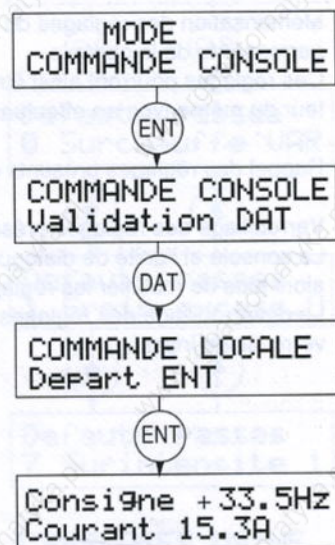 MODE
COMMANDE CONSOLE
ENT
COMMANDE CONSOLE
Validation DAT
DAT
COMMANDE LOCALE
Depart ENT
ENT
Consigne +33.5Hz
Courant 15.3A